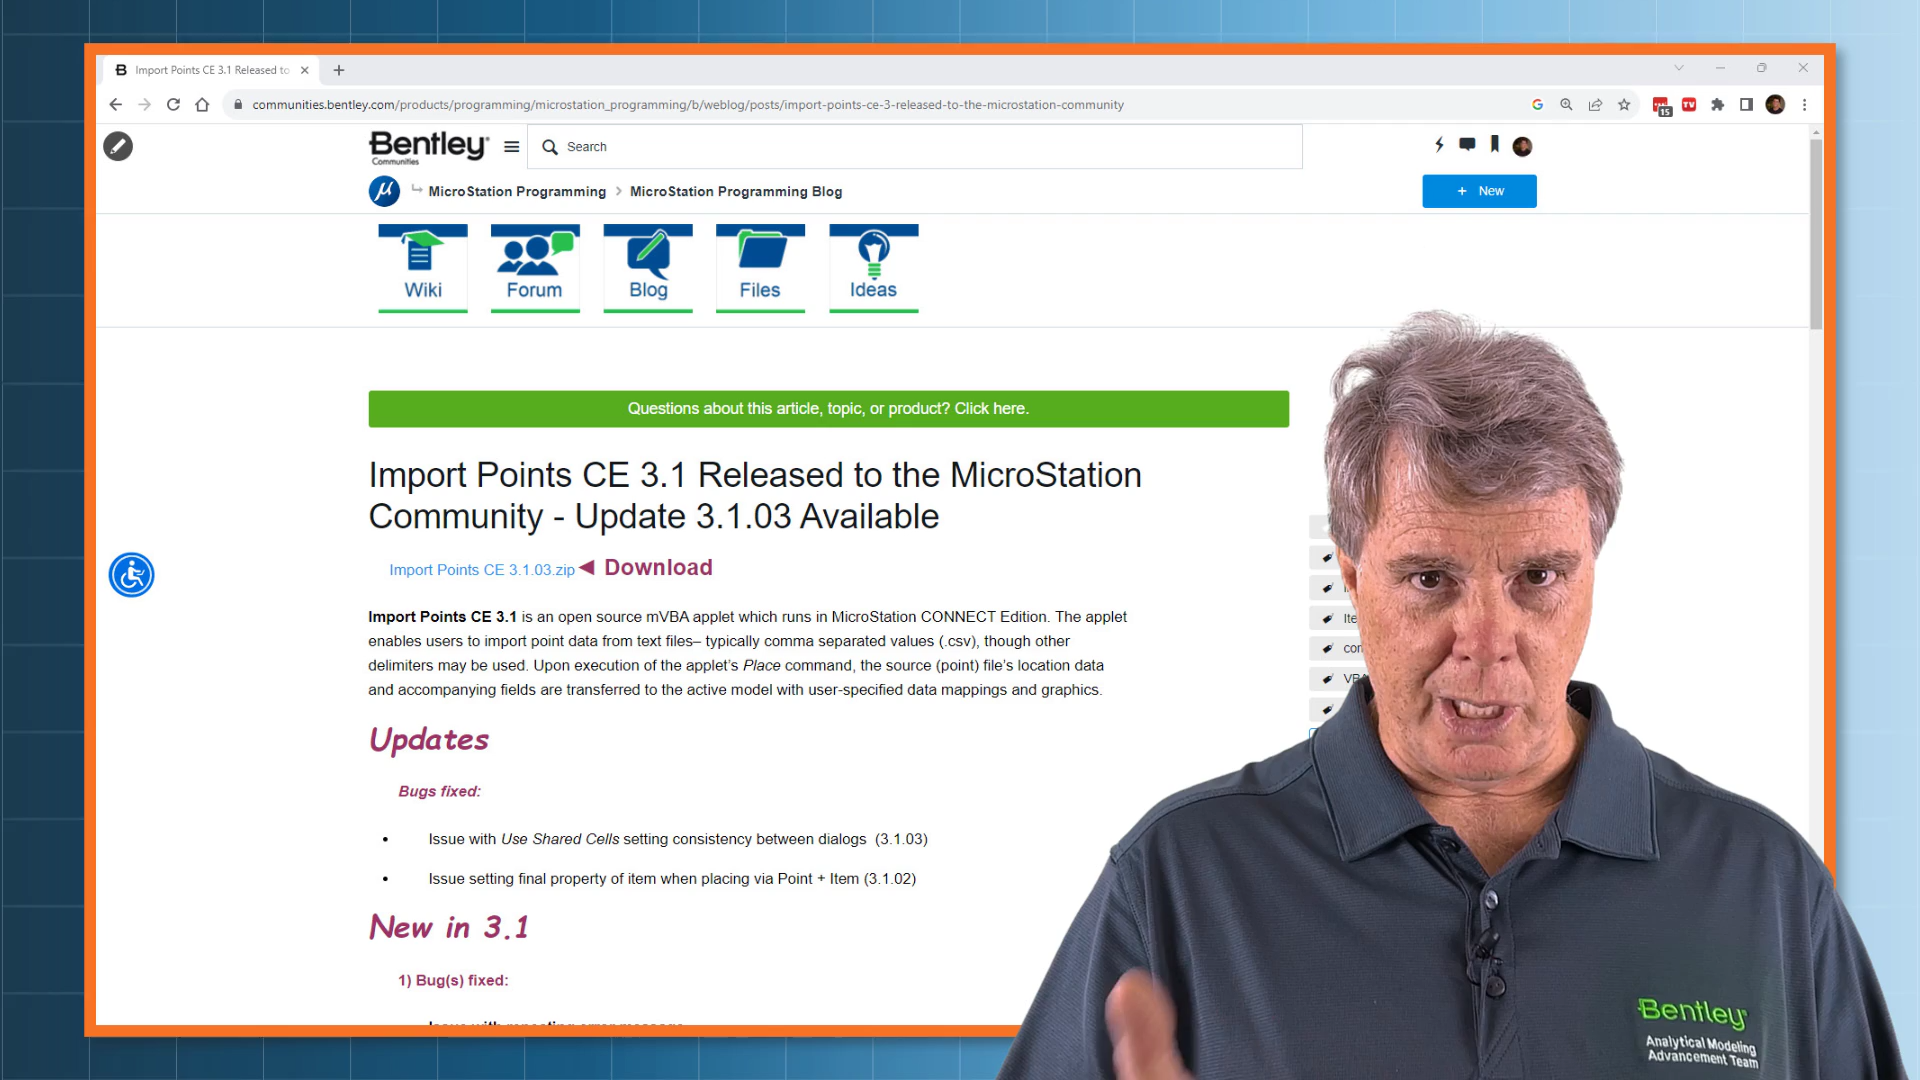 Import Points CE 3.1 Released to
communities.bentley.com/products/programming/microstation_programming/b/weblog/posts/import-points-ce-3-released-to-the-microstation-community
15
TV
Bentley
Communities
Search
μ
MicroStation Programming > MicroStation Programming Blog
+ New
Wiki
Forum
Blog
Files
Ideas
Questions about this article, topic, or product? Click here.
Import Points CE 3.1 Released to the MicroStation
Community - Update 3.1.03 Available
Import Points CE 3.1.03.zip ◄ Download
Import Points CE 3.1 is an open source mVBA applet which runs in MicroStation CONNECT Edition. The applet
enables users to import point data from text files– typically comma separated values (.csv), though other
delimiters may be used. Upon execution of the applet's Place command, the source (point) file's location data
and accompanying fields are transferred to the active model with user-specified data mappings and graphics.
Updates
Bugs fixed:
• Issue with Use Shared Cells setting consistency between dialogs (3.1.03)
• Issue setting final property of item when placing via Point + Item (3.1.02)
New in 3.1
1) Bug(s) fixed:
Issue with repeating error message
Bentley
Analytical Modeling
Advancement Team